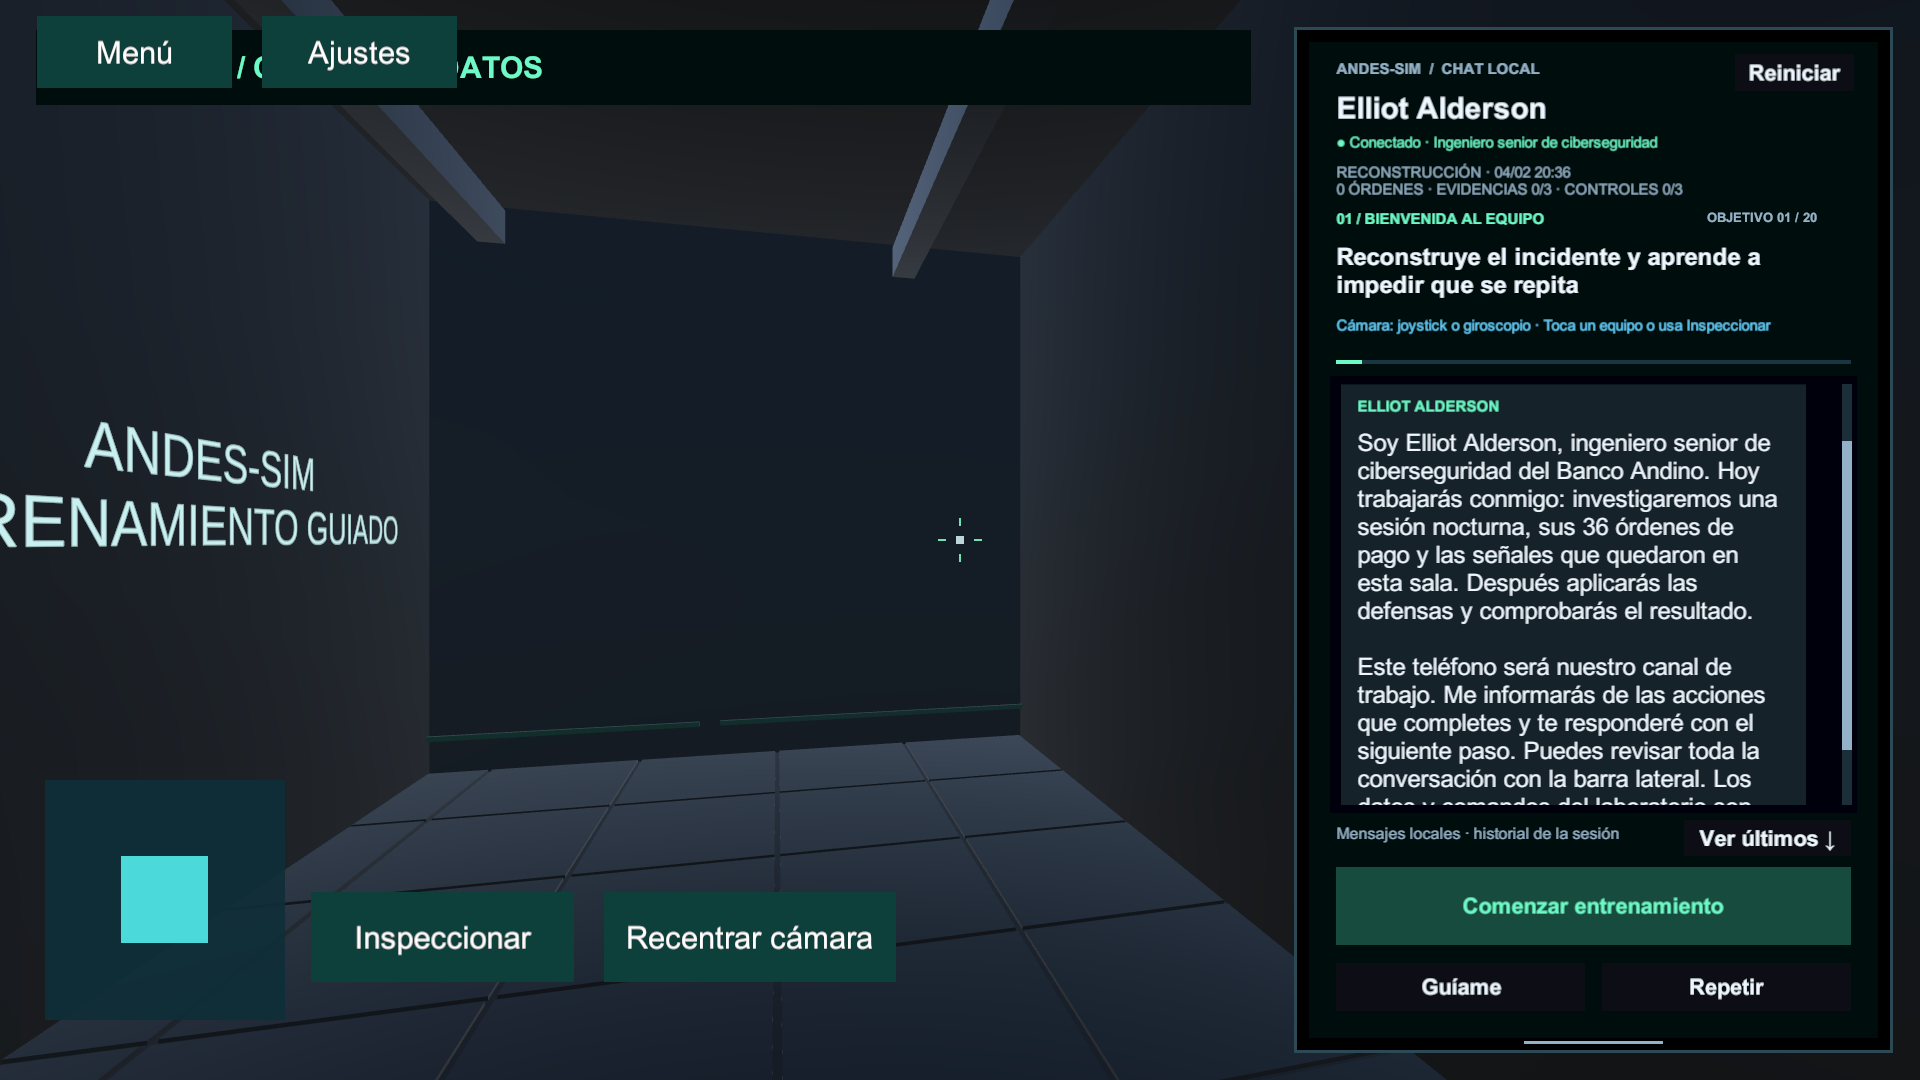 Menú
Ajustes
/ C
DATOS
ANDES-SIM
RENAMIENTO GUIADO
Inspeccionar
Recentrar cámara
ANDES-SIM / CHAT LOCAL
Reiniciar
Elliot Alderson
● Conectado · Ingeniero senior de ciberseguridad
RECONSTRUCCIÓN · 04/02 20:36
0 ÓRDENES · EVIDENCIAS 0/3 · CONTROLES 0/3
01 / BIENVENIDA AL EQUIPO
OBJETIVO 01 / 20
Reconstruye el incidente y aprende a
impedir que se repita
Cámara: joystick o giroscopio · Toca un equipo o usa Inspeccionar
ELLIOT ALDERSON
Soy Elliot Alderson, ingeniero senior de
ciberseguridad del Banco Andino. Hoy
trabajarás conmigo: investigaremos una
sesión nocturna, sus 36 órdenes de
pago y las señales que quedaron en
esta sala. Después aplicarás las
defensas y comprobarás el resultado.
Este teléfono será nuestro canal de
trabajo. Me informarás de las acciones
que completes y te responderé con el
siguiente paso. Puedes revisar toda la
conversación con la barra lateral. Los
datos y comandos del laboratorio son
Mensajes locales · historial de la sesión
Ver últimos ↓
Comenzar entrenamiento
Guíame
Repetir